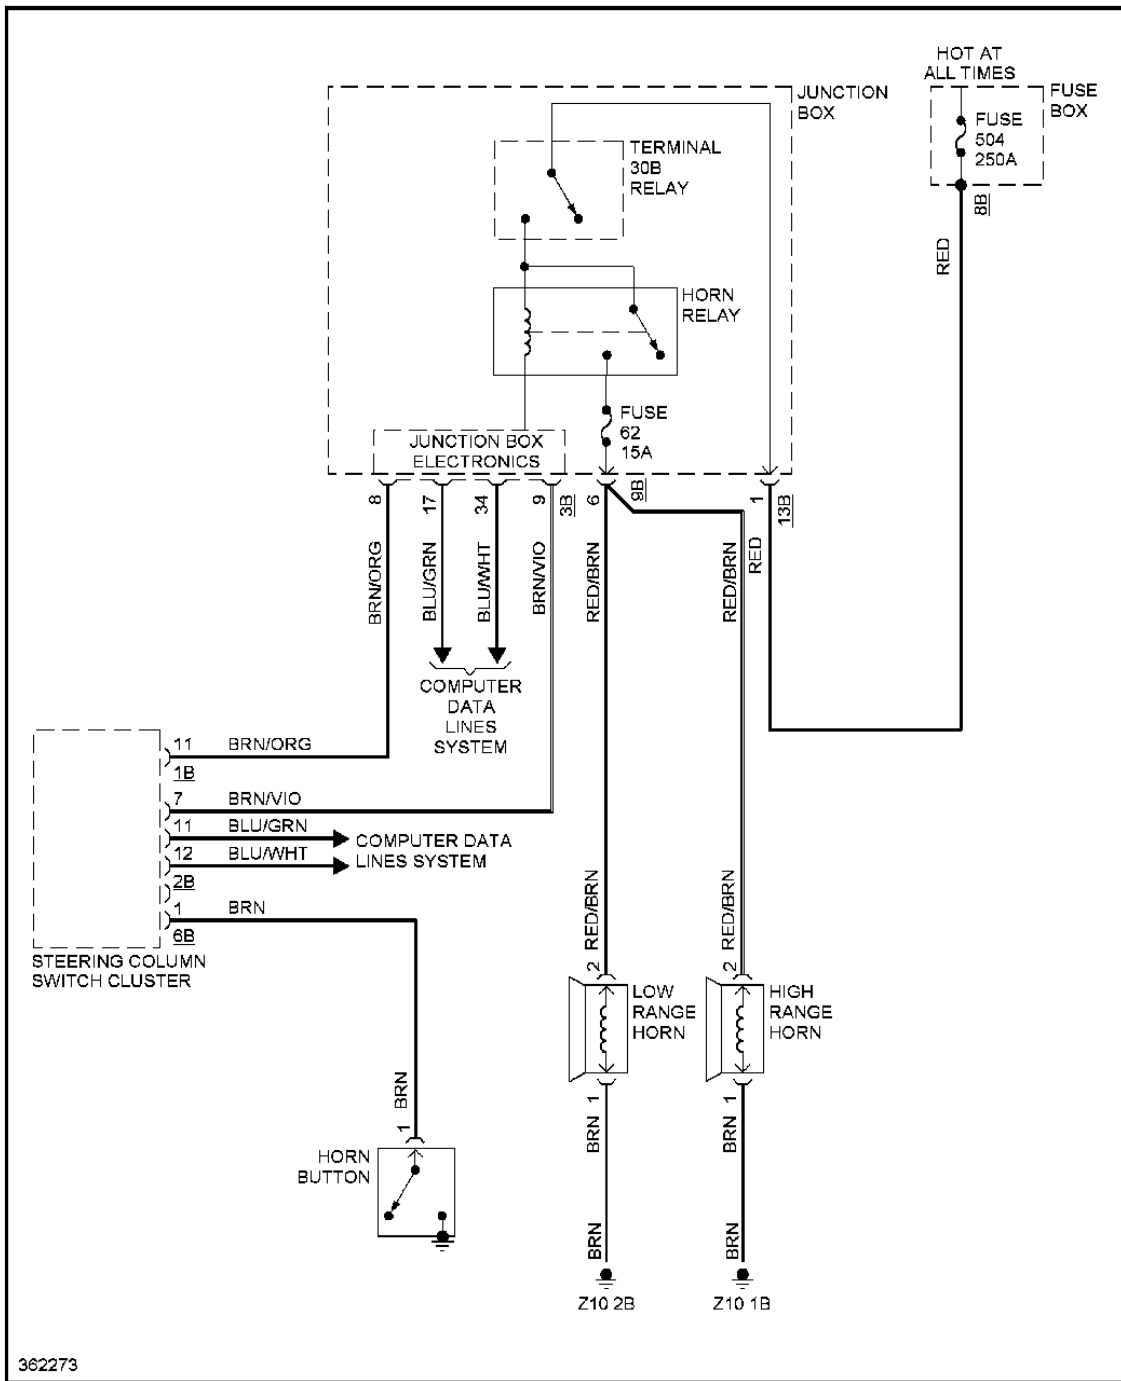 HOT AT
ALL TIMES
JUNCTION
BOX
FUSE
BOX
FUSE
504
250A
8B
TERMINAL
30B
RELAY
RED
HORN
RELAY
FUSE
62
15A
JUNCTION BOX
ELECTRONICS
8
17
34
9
3B
6
9B
1
13B
BRN/ORG
BLU/GRN
BLU/WHT
BRN/VIO
RED/BRN
RED/BRN
RED
COMPUTER
DATA
LINES
SYSTEM
11
BRN/ORG
1B
7
BRN/VIO
11
BLU/GRN
12
BLU/WHT
2B
COMPUTER DATA
LINES SYSTEM
1
BRN
6B
STEERING COLUMN
SWITCH CLUSTER
RED/BRN
RED/BRN
2
2
LOW
RANGE
HORN
HIGH
RANGE
HORN
BRN
1
1
1
BRN
BRN
HORN
BUTTON
BRN
BRN
Z10 2B
Z10 1B
362273